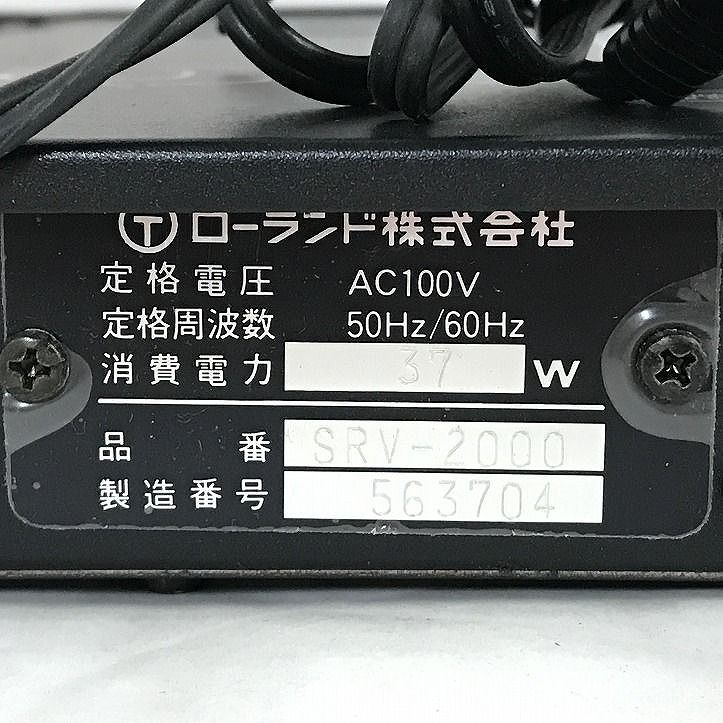 〒 ローランド株式会社
定格電圧 AC100V
定格周波数 50Hz/60Hz
消費電力 37 W
品番 SRV-2000
製造番号 563704